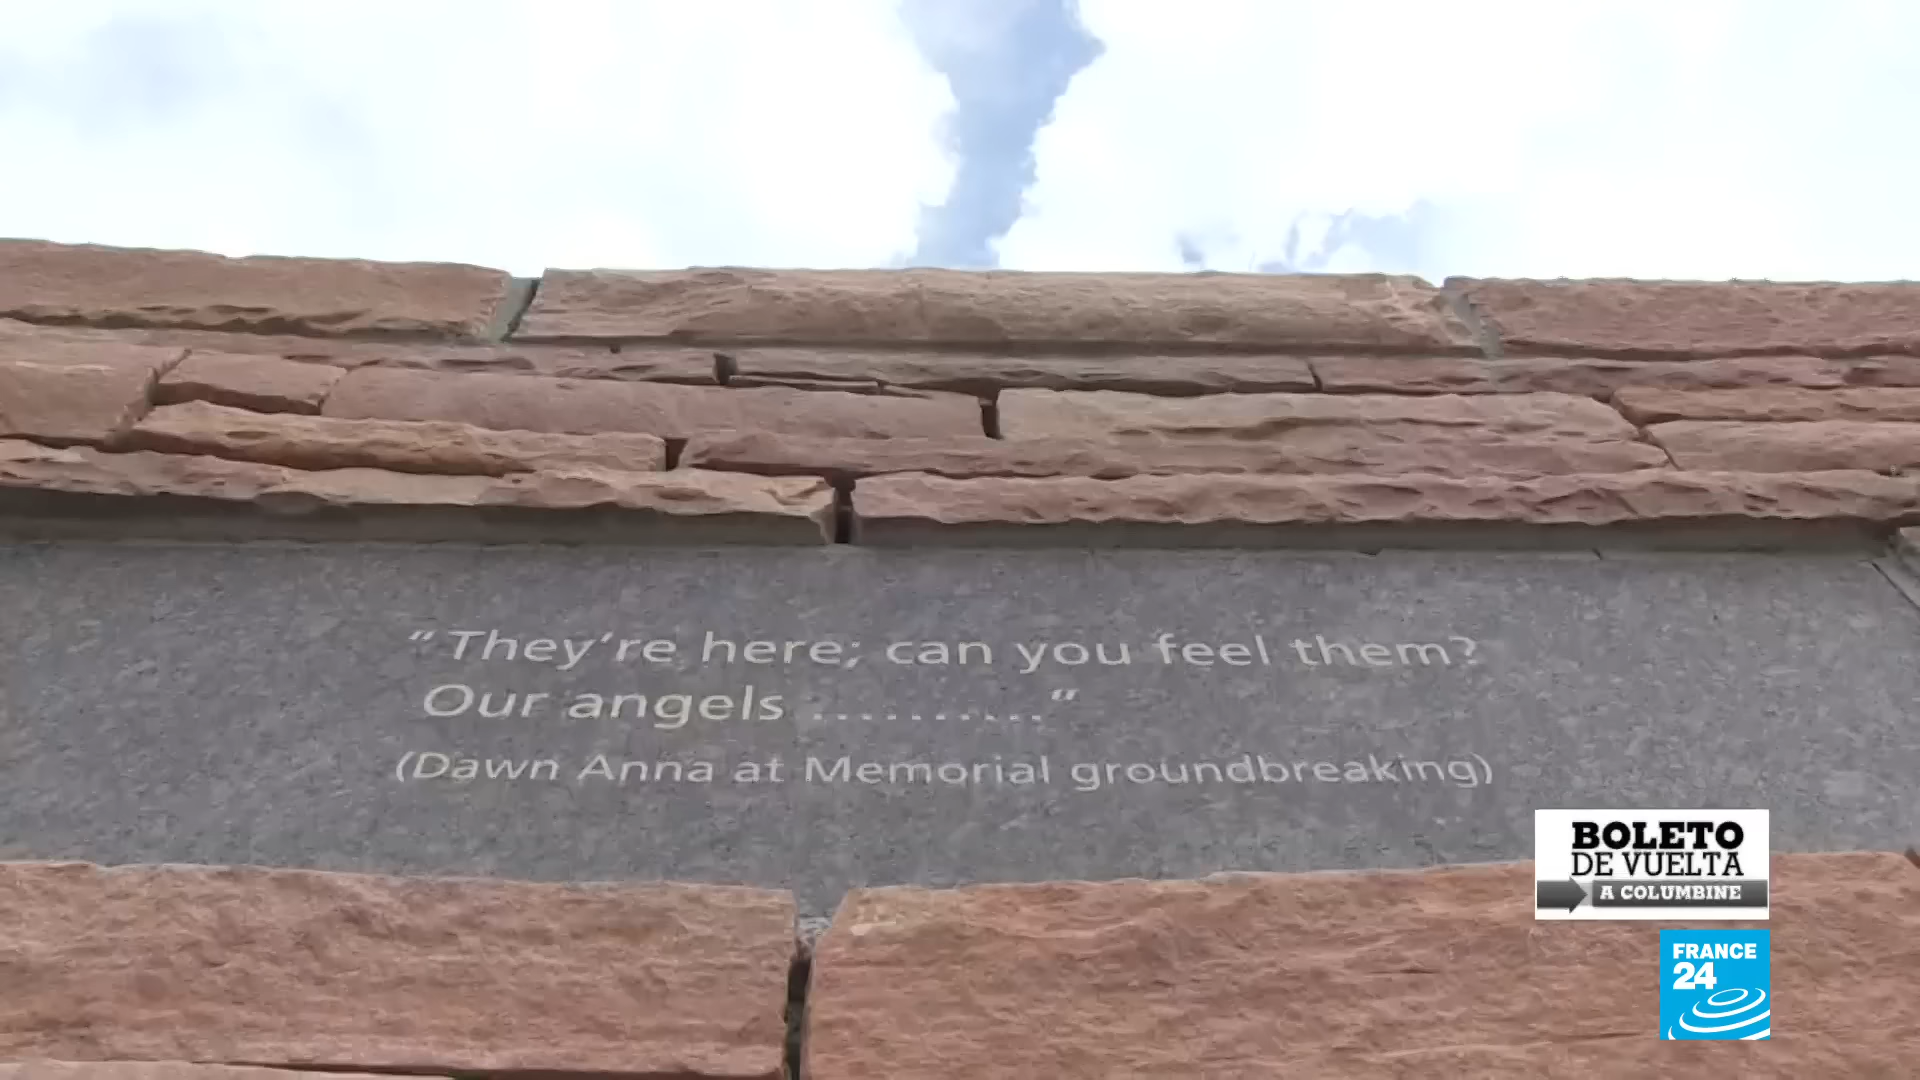 “They’re here; can you feel them?
Our angels ...........”
(Dawn Anna at Memorial groundbreaking)
BOLETO
DE VUELTA
A COLUMBINE
FRANCE
24